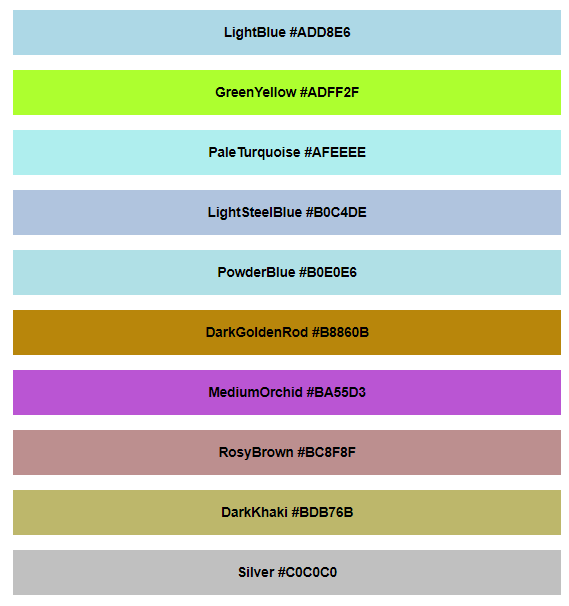 LightBlue #ADD8E6
GreenYellow #ADFF2F
PaleTurquoise #AFEEEE
LightSteelBlue #B0C4DE
PowderBlue #B0E0E6
DarkGoldenRod #B8860B
MediumOrchid #BA55D3
RosyBrown #BC8F8F
DarkKhaki #BDB76B
Silver #C0C0C0